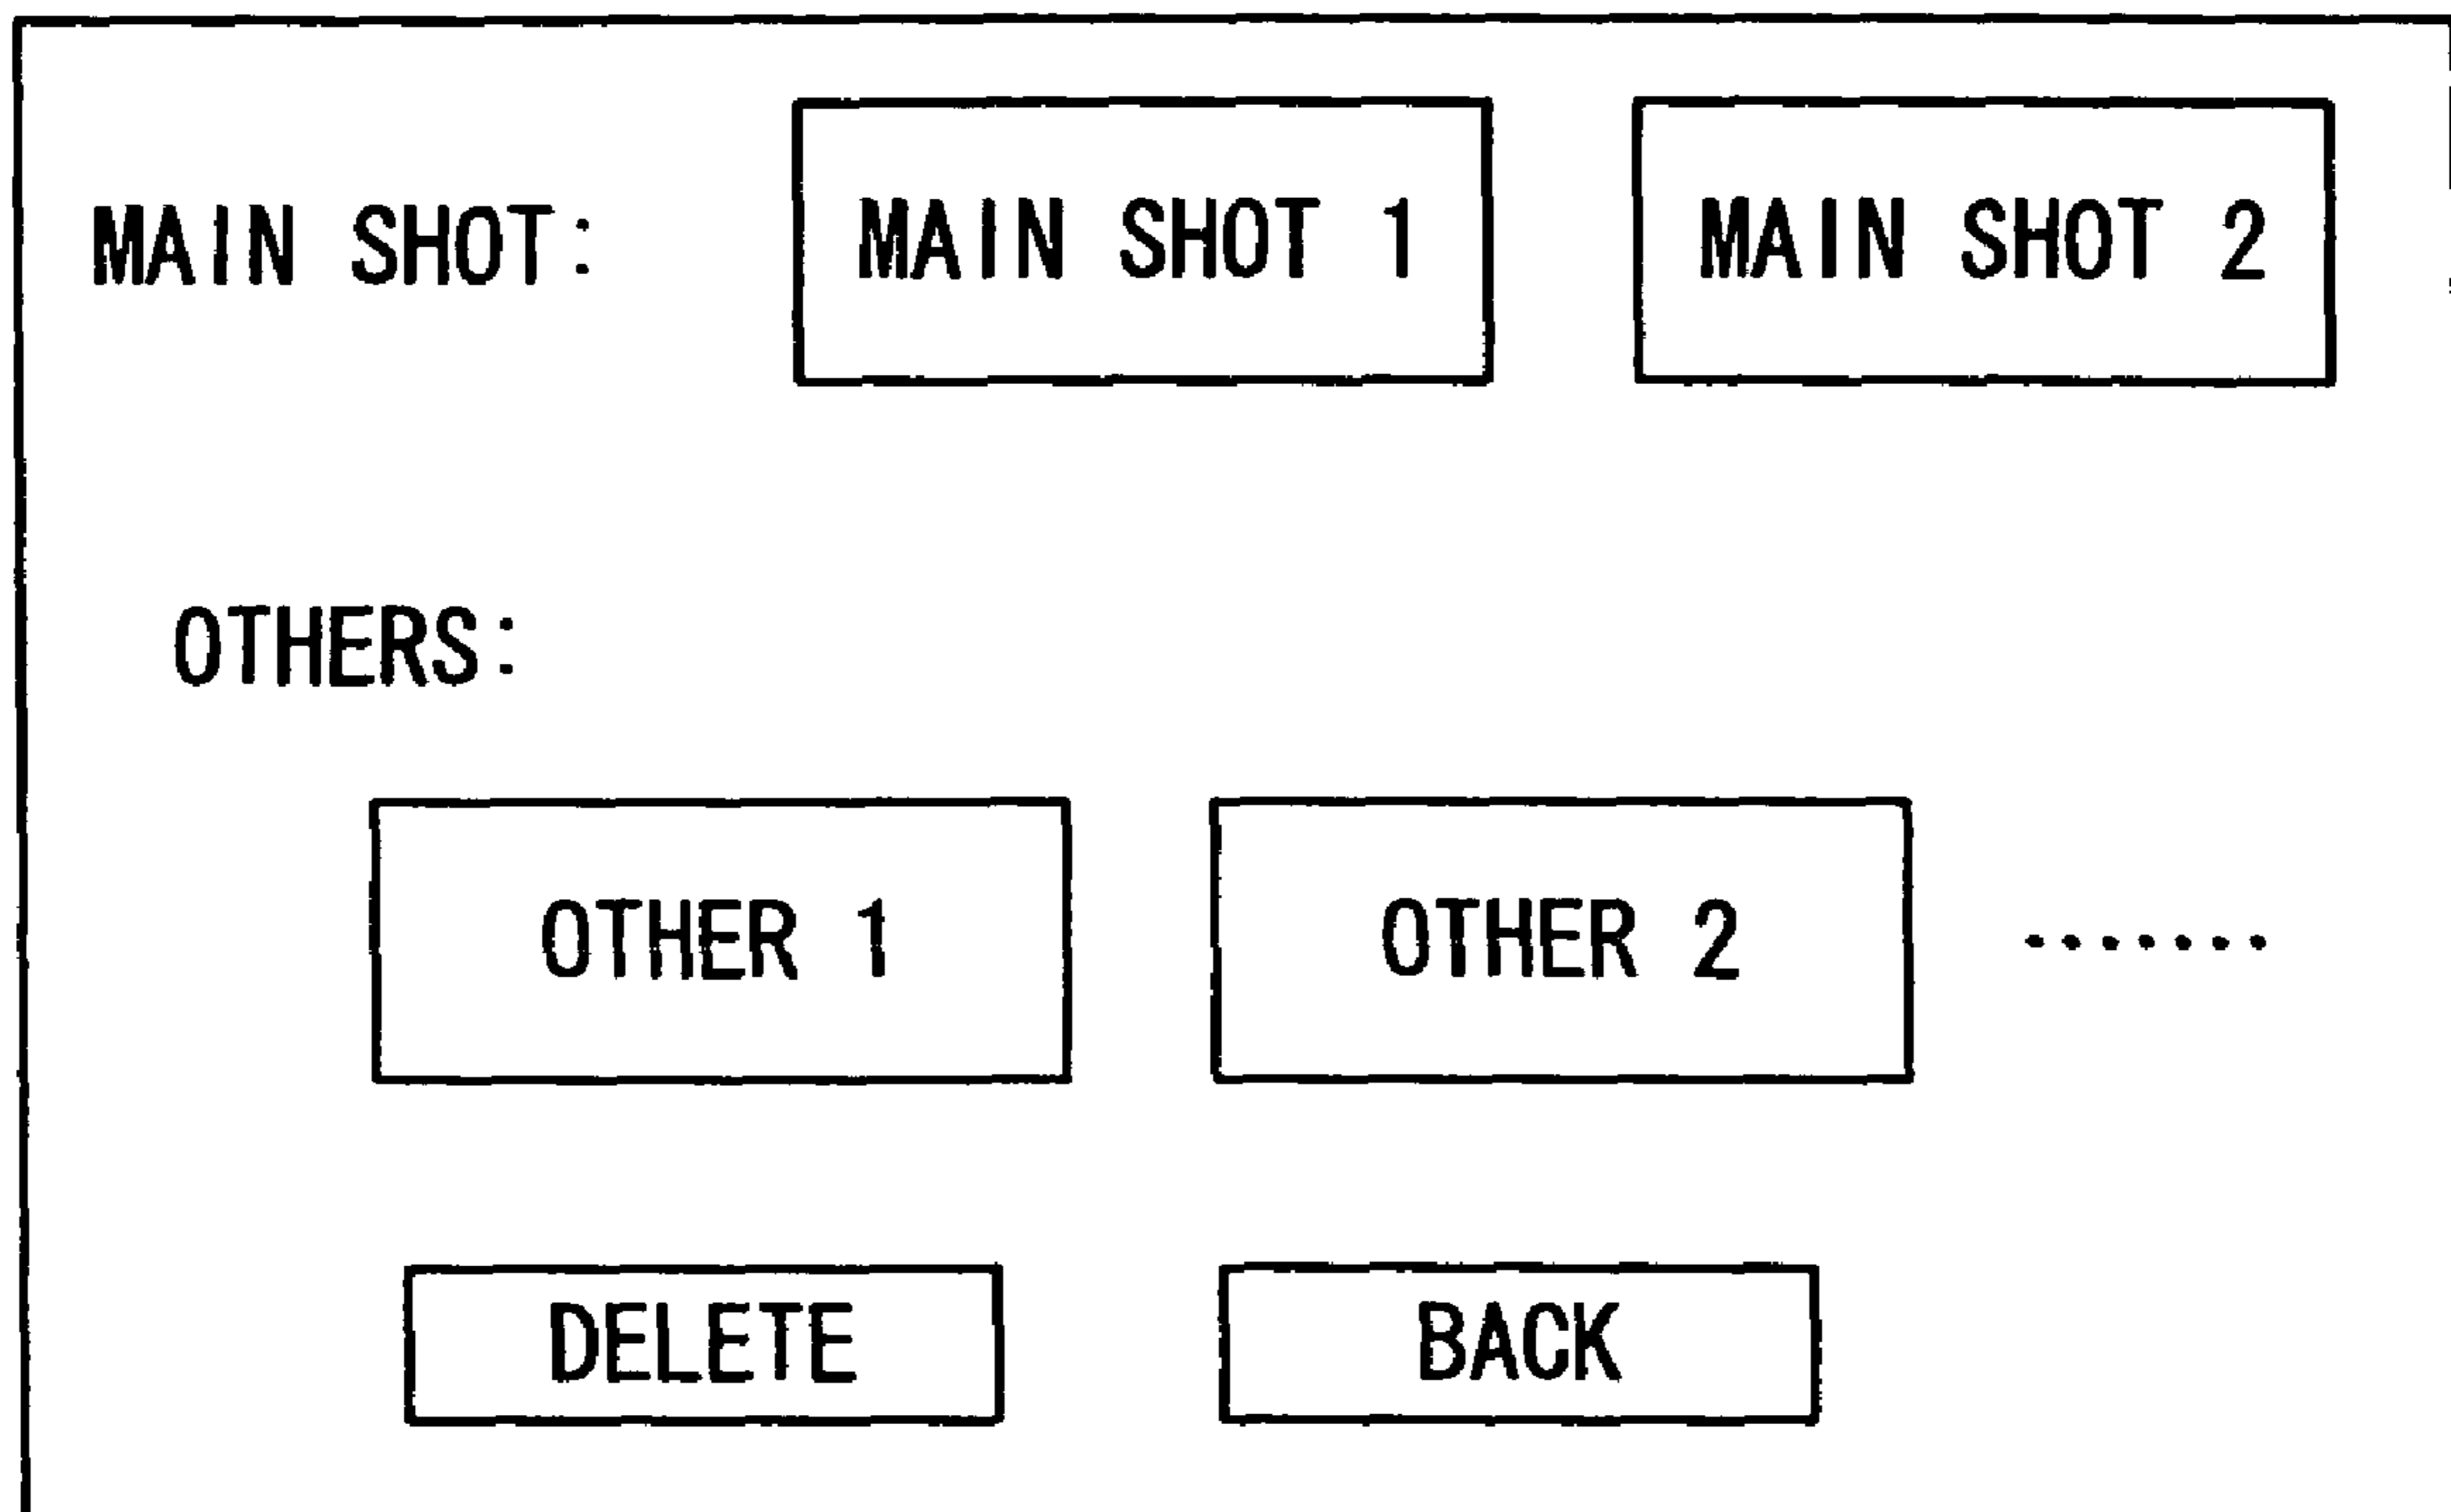 MAIN SHOT: MAIN SHOT 1 MAIN SHOT 2
OTHERS:
OTHER 1 OTHER 2 .......
DELETE BACK